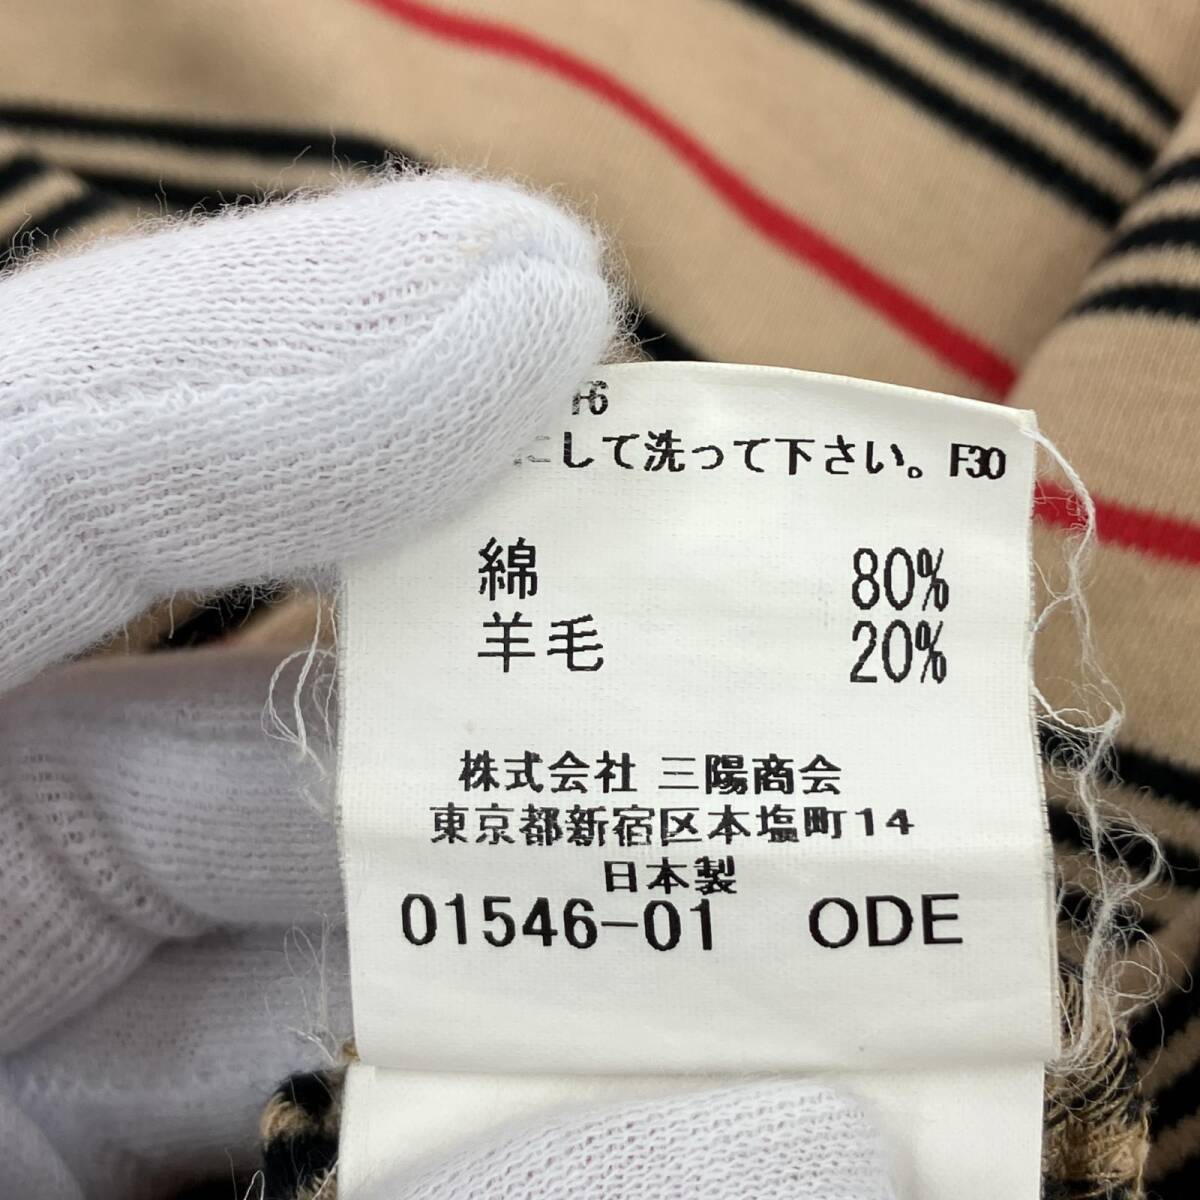 6
して洗って下さい。F30
綿 80%
羊毛 20%
株式会社 三陽商会
東京都新宿区本塩町14
日本製
01546-01 ODE